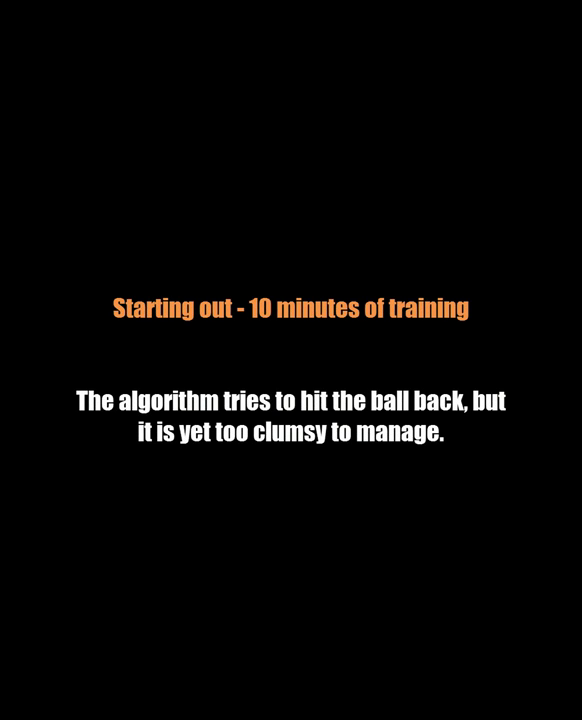 Starting out - 10 minutes of training
The algorithm tries to hit the ball back, but
it is yet too clumsy to manage.